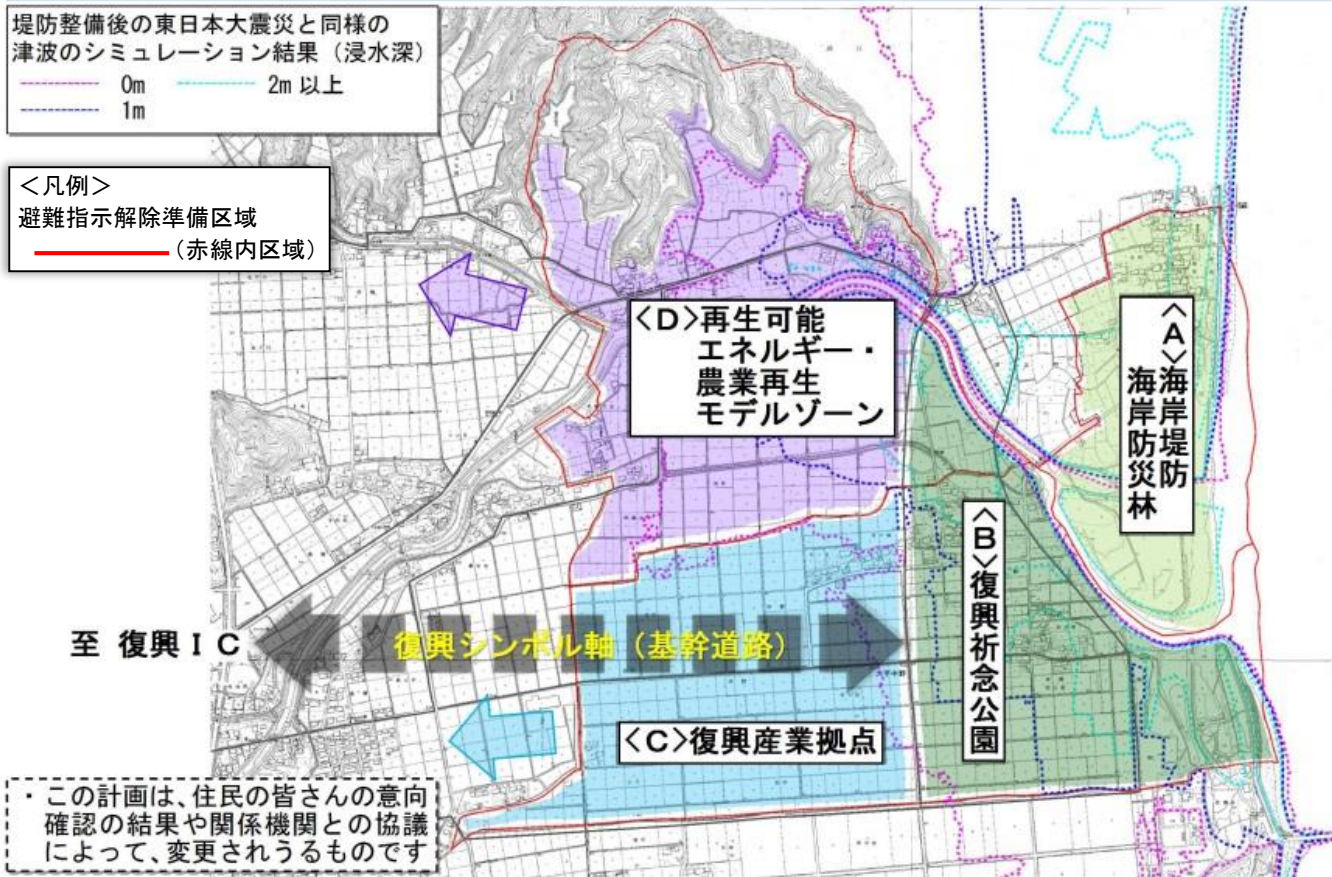 堤防整備後の東日本大震災と同様の
津波のシミュレーション結果（浸水深）
0m
2m 以上
1m
＜凡例＞
避難指示解除準備区域
（赤線内区域）
<D>再生可能
エネルギー・
農業再生
モデルゾーン
<A>海岸堤防
海岸防災林
<B>復興祈念公園
至 復興ＩＣ
復興シンボル軸（基幹道路）
<C>復興産業拠点
・この計画は、住民の皆さんの意向
確認の結果や関係機関との協議
によって、変更されうるものです